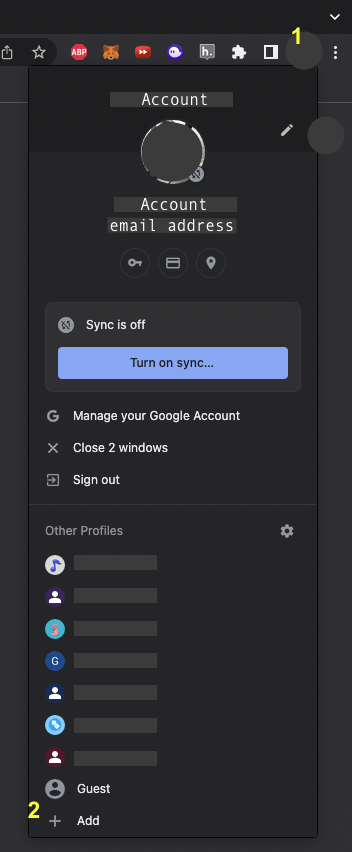 1
ABP
h.
Account
Account
email address
Sync is off
Turn on sync...
Manage your Google Account
Close 2 windows
Sign out
Other Profiles
G
Guest
2
Add